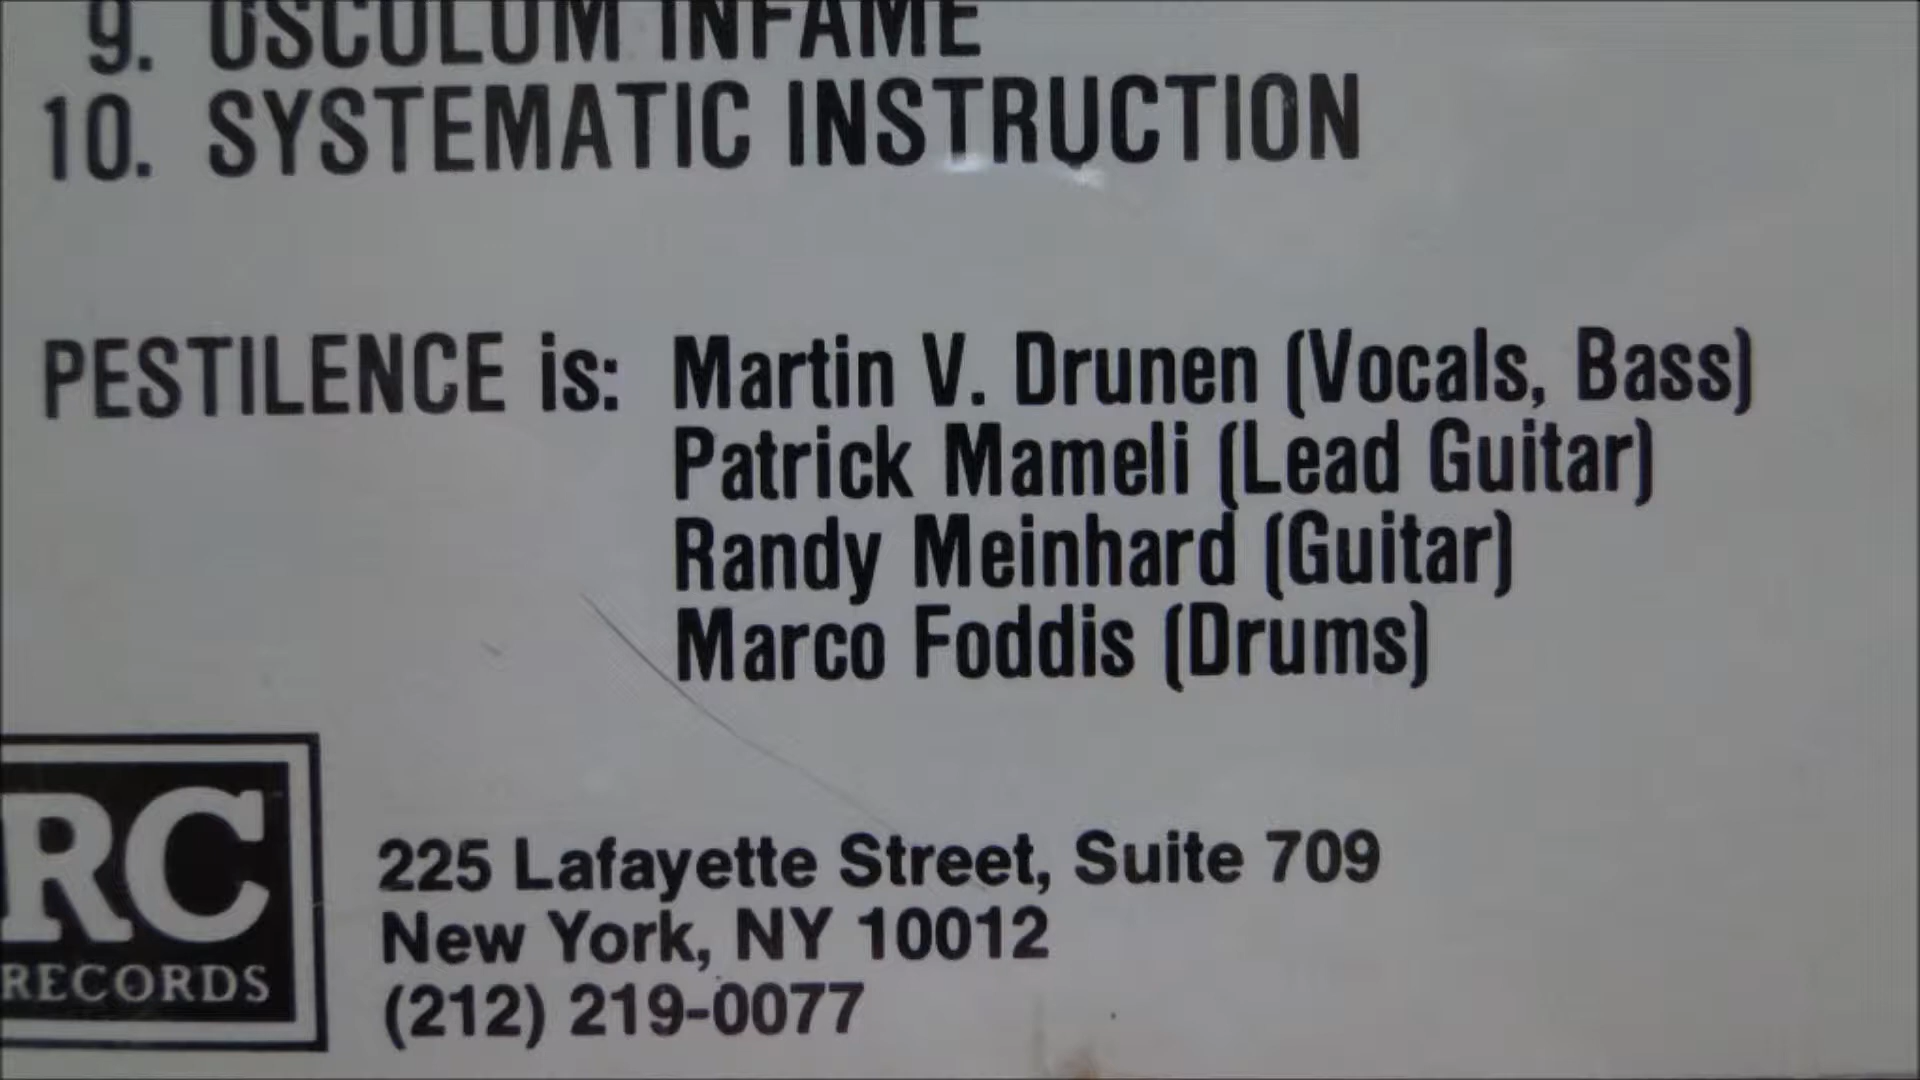 9. OSCULUM INFAME
10. SYSTEMATIC INSTRUCTION
PESTILENCE is: Martin V. Drunen (Vocals, Bass)
Patrick Mameli (Lead Guitar)
Randy Meinhard (Guitar)
Marco Foddis (Drums)
RC
RECORDS
225 Lafayette Street, Suite 709
New York, NY 10012
(212) 219-0077